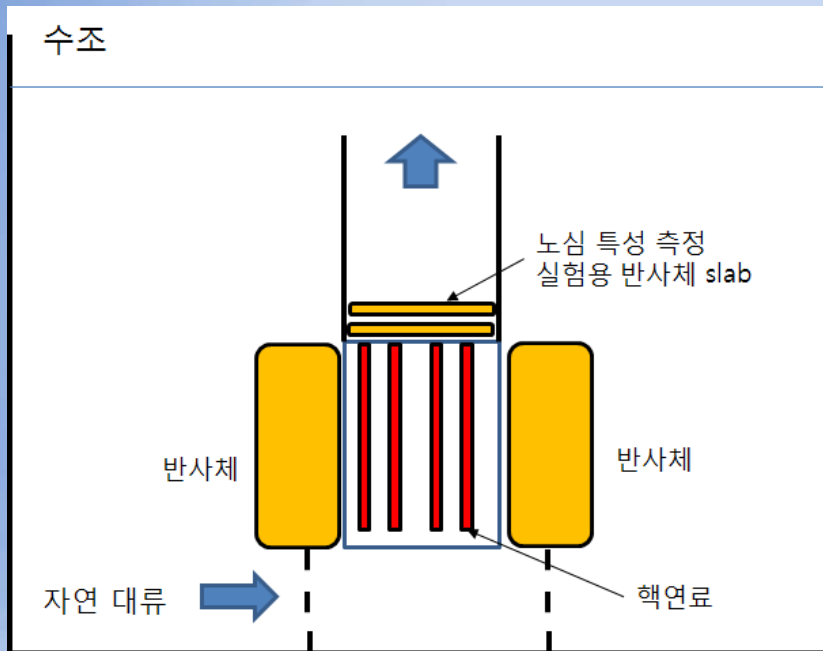 수조
노심 특성 측정
실험용 반사체 slab
반사체
반사체
자연 대류
핵연료